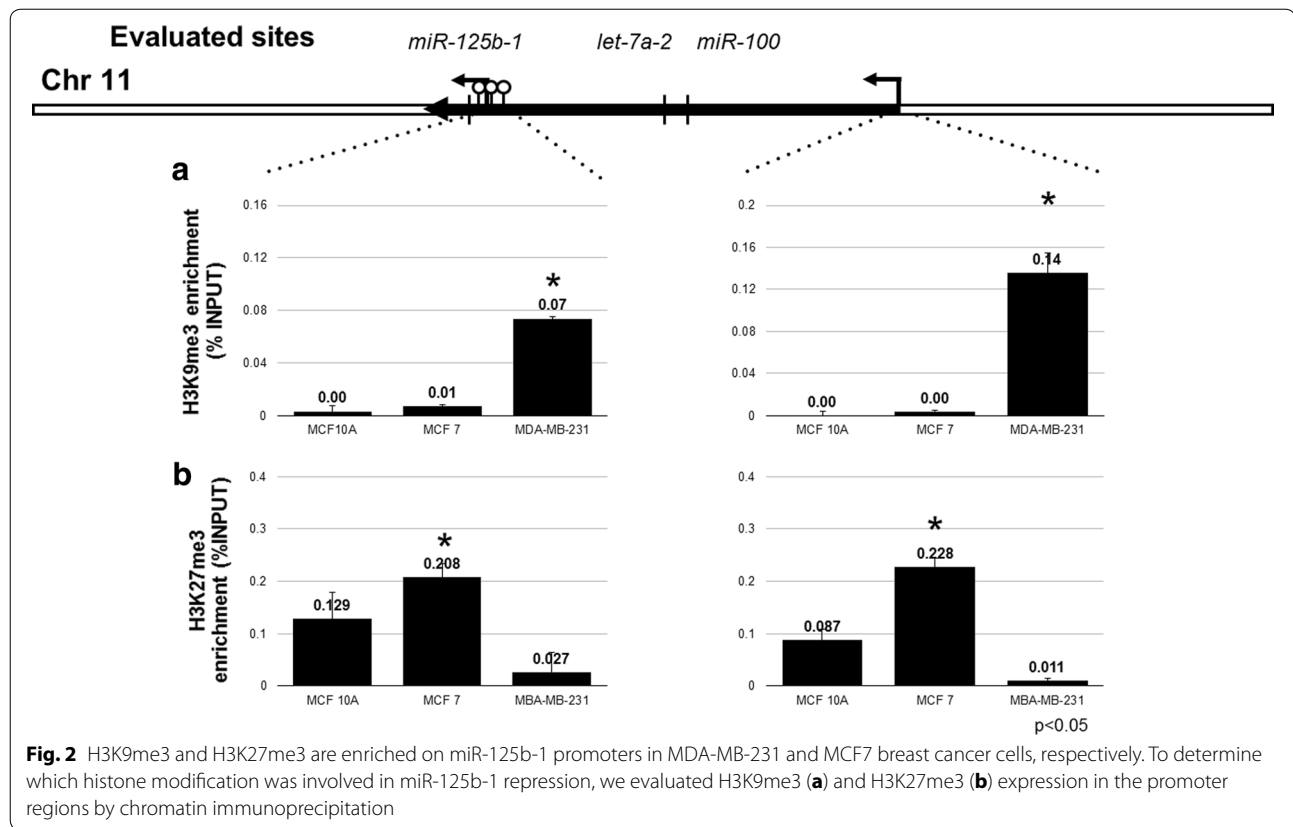 Evaluated sites
miR-125b-1
let-7a-2
miR-100
Chr 11
a
H3K9me3 enrichment
(% INPUT)
0.16
0.12
0.08
0.04
0
0.00
0.01
*
0.07
MCF10A
MCF 7
MDA-MB-231
0.2
0.16
0.12
0.08
0.04
0
0.00
0.00
*
0.14
MCF 10A
MCF 7
MDA-MB-231
b
H3K27me3
enrichment (%INPUT)
0.4
0.3
0.2
0.1
0
0.129
*
0.208
0.027
MCF 10A
MCF 7
MBA-MB-231
0.4
0.3
0.2
0.1
0
0.087
*
0.228
0.011
MCF 10A
MCF 7
MBA-MB-231
p<0.05
Fig. 2 H3K9me3 and H3K27me3 are enriched on miR-125b-1 promoters in MDA-MB-231 and MCF7 breast cancer cells, respectively. To determine
which histone modification was involved in miR-125b-1 repression, we evaluated H3K9me3 (a) and H3K27me3 (b) expression in the promoter
regions by chromatin immunoprecipitation